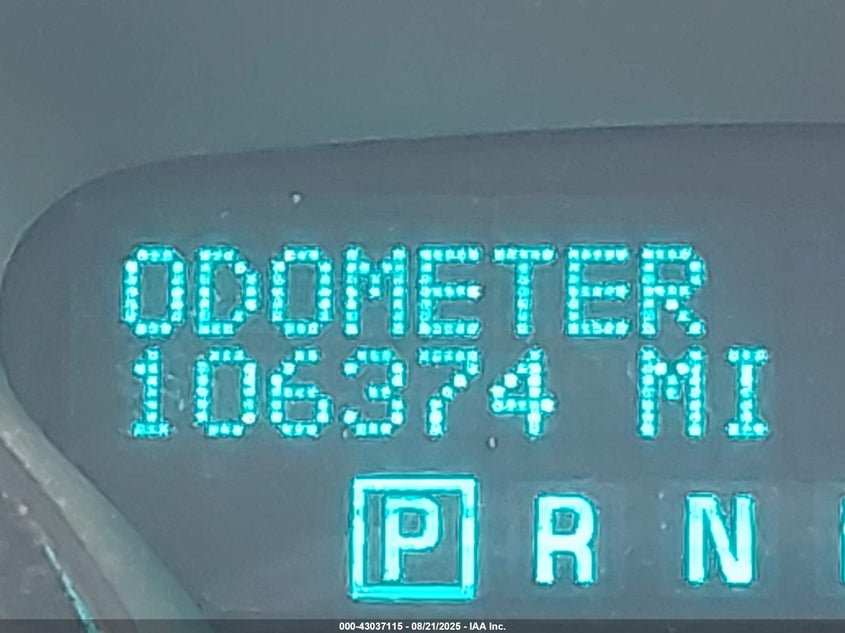 ODOMETER
106374 MI
P R N
000-43037115 - 08/21/2025 - IAA Inc.